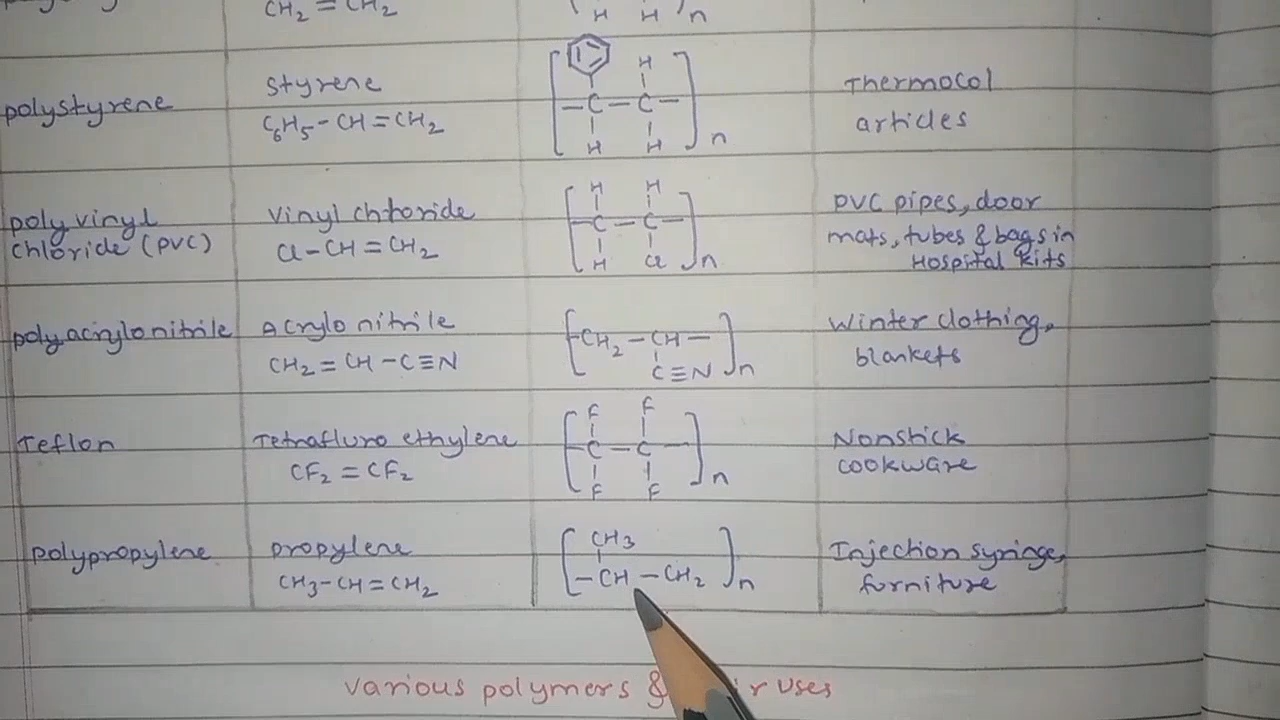 CH2 = CH2
H H n
polystyrene
styrene
C6H5-CH=CH2
H
-C-C-
H H
n
Thermocol
articles
poly vinyl
chloride (PVC)
vinyl chloride
Cl-CH=CH2
H H
-C-C-
H Cl
n
PVC pipes, door
mats, tubes & bags in
Hospital kits
polyacrylonitrile
Acrylo nitrile
CH2=CH-C≡N
[CH2-CH-]n
C≡N
winter clothing,
blankets
Teflon
Tetrafluro ethylene
CF2=CF2
F F
-C-C-
F F
n
Nonstick
cookware
polypropylene
propylene
CH3-CH=CH2
CH3
[-CH-CH2]n
Injection syringe,
furniture
various polymers & uses